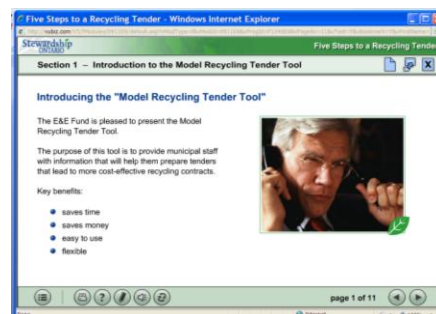 Five Steps to a Recycling Tender - Windows Internet Explorer
Stewardship
ONTARIO
Five Steps to a Recycling Tender
Section 1 – Introduction to the Model Recycling Tender Tool
Introducing the "Model Recycling Tender Tool"
The E&E Fund is pleased to present the Model
Recycling Tender Tool.
The purpose of this tool is to provide municipal staff
with information that will help them prepare tenders
that lead to more cost-effective recycling contracts.
Key benefits:
saves time
saves money
easy to use
flexible
page 1 of 11